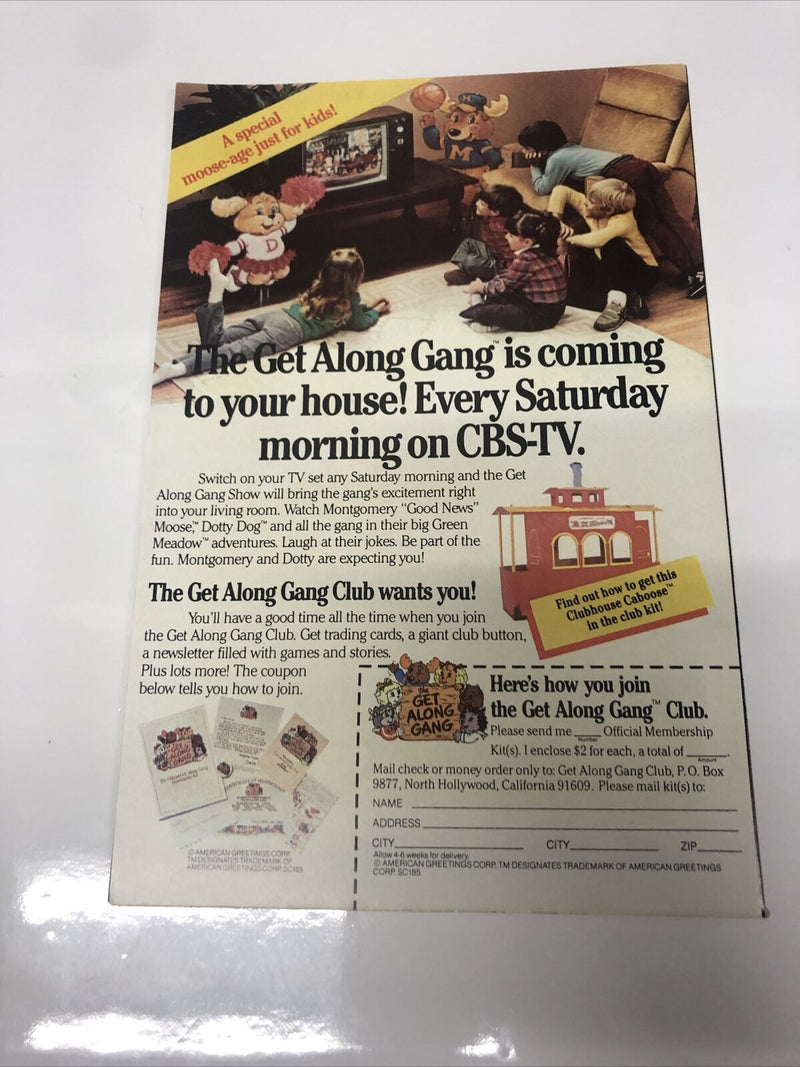 A special
moose-age just for kids!
H
M
D
The Get Along Gang™ is coming
to your house! Every Saturday
morning on CBS-TV.
Switch on your TV set any Saturday morning and the Get
Along Gang Show will bring the gang's excitement right
into your living room. Watch Montgomery “Good News”
Moose,™ Dotty Dog™ and all the gang in their big Green
Meadow™ adventures. Laugh at their jokes. Be part of the
fun. Montgomery and Dotty are expecting you!
Find out how to get this
Clubhouse Caboose™
in the club kit!
The Get Along Gang Club wants you!
You'll have a good time all the time when you join
the Get Along Gang Club. Get trading cards, a giant club button,
a newsletter filled with games and stories.
Plus lots more! The coupon
below tells you how to join.
GET
ALONG
GANG
© AMERICAN GREETINGS CORP.
TM DESIGNATES TRADEMARK OF
AMERICAN GREETINGS CORP. SC185
the
GET
ALONG
GANG
Here's how you join
the Get Along Gang™ Club.
Please send me ____ Official Membership
Number
Kit(s). I enclose $2 for each, a total of ______.
Amount
Mail check or money order only to: Get Along Gang Club, P.O. Box
9877, North Hollywood, California 91609. Please mail kit(s) to:
NAME
ADDRESS
CITY CITY ZIP
Allow 4-6 weeks for delivery.
© AMERICAN GREETINGS CORP. TM DESIGNATES TRADEMARK OF AMERICAN GREETINGS
CORP. SC185